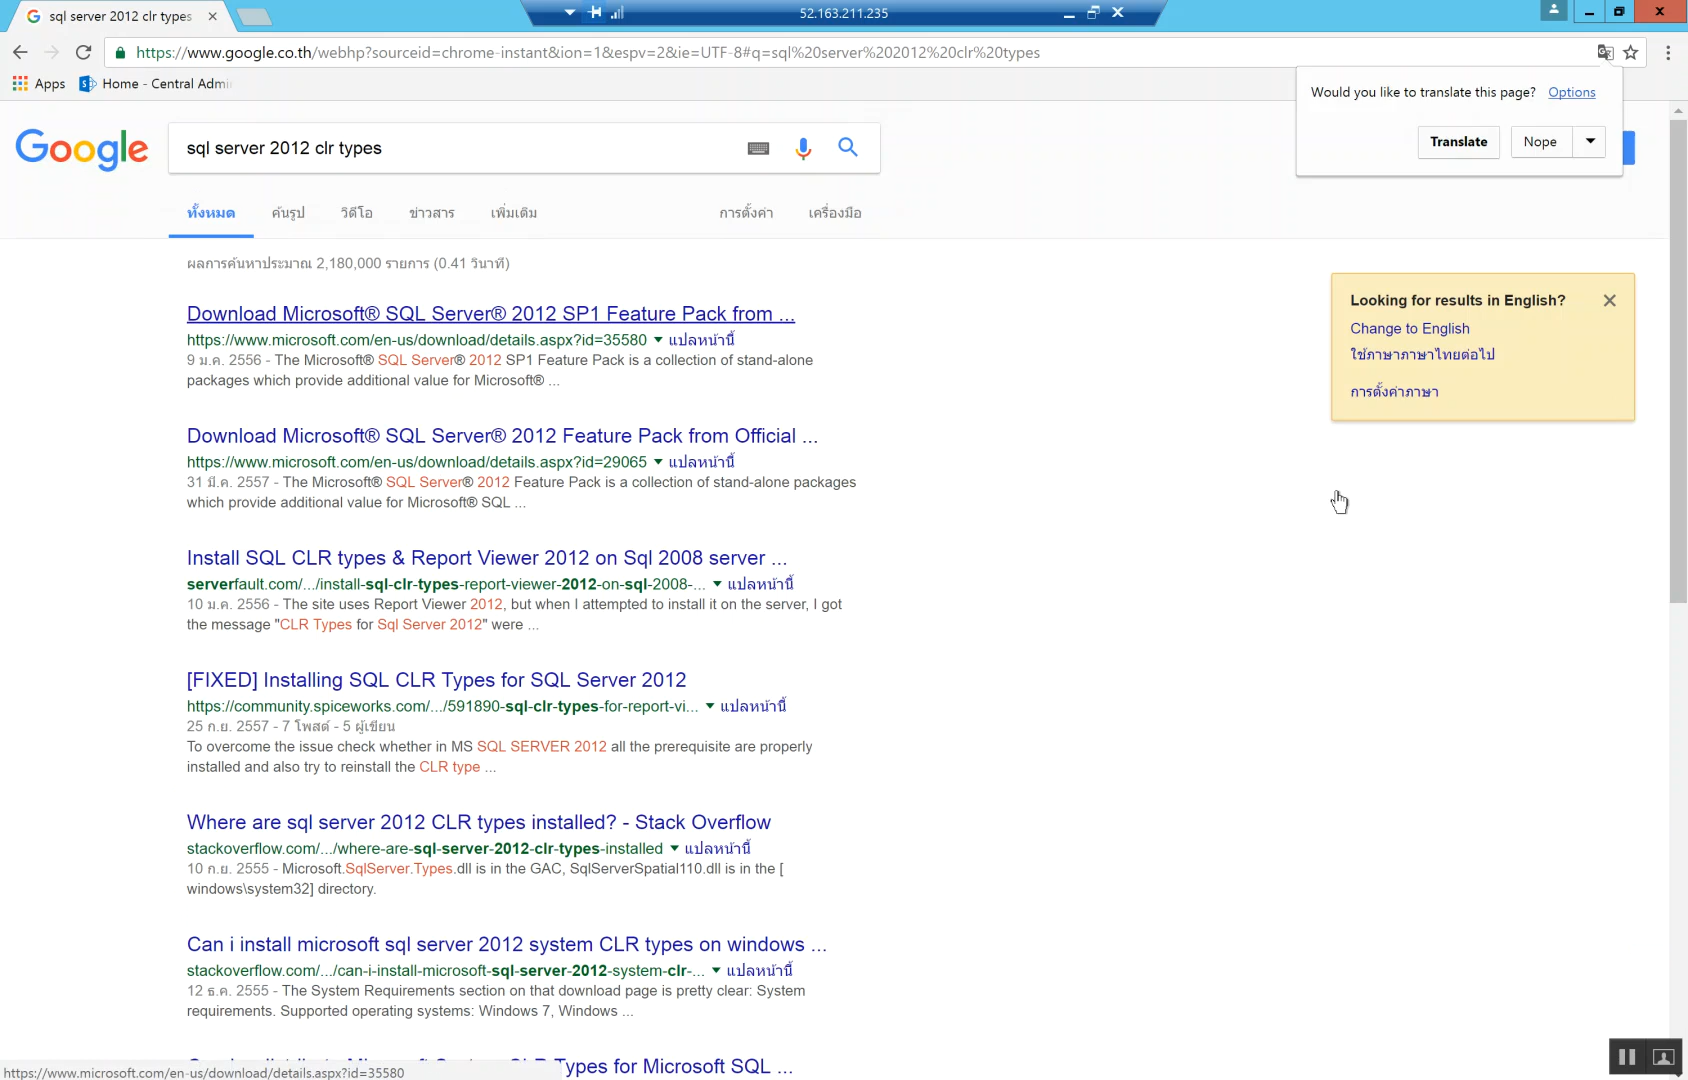 sql server 2012 clr types
52.163.211.235
https://www.google.co.th/webhp?sourceid=chrome-instant&ion=1&espv=2&ie=UTF-8#q=sql%20server%202012%20clr%20types
Apps
Home - Central Admi
Would you like to translate this page? Options
Translate
Nope
Google
sql server 2012 clr types
ทั้งหมด ค้นรูป วิดีโอ ข่าวสาร เพิ่มเติม การตั้งค่า เครื่องมือ
ผลการค้นหาประมาณ 2,180,000 รายการ (0.41 วินาที)
Download Microsoft® SQL Server® 2012 SP1 Feature Pack from ...
https://www.microsoft.com/en-us/download/details.aspx?id=35580 แปลหน้านี้
9 ม.ค. 2556 - The Microsoft® SQL Server® 2012 SP1 Feature Pack is a collection of stand-alone
packages which provide additional value for Microsoft® ...
Download Microsoft® SQL Server® 2012 Feature Pack from Official ...
https://www.microsoft.com/en-us/download/details.aspx?id=29065 แปลหน้านี้
31 มี.ค. 2557 - The Microsoft® SQL Server® 2012 Feature Pack is a collection of stand-alone packages
which provide additional value for Microsoft® SQL ...
Install SQL CLR types & Report Viewer 2012 on Sql 2008 server ...
serverfault.com/.../install-sql-clr-types-report-viewer-2012-on-sql-2008-... แปลหน้านี้
10 ม.ค. 2556 - The site uses Report Viewer 2012, but when I attempted to install it on the server, I got
the message "CLR Types for Sql Server 2012" were ...
[FIXED] Installing SQL CLR Types for SQL Server 2012
https://community.spiceworks.com/.../591890-sql-clr-types-for-report-vi... แปลหน้านี้
25 ก.ย. 2557 - 7 โพสต์ - 5 ผู้เขียน
To overcome the issue check whether in MS SQL SERVER 2012 all the prerequisite are properly
installed and also try to reinstall the CLR type ...
Where are sql server 2012 CLR types installed? - Stack Overflow
stackoverflow.com/.../where-are-sql-server-2012-clr-types-installed แปลหน้านี้
10 ก.ย. 2555 - Microsoft.SqlServer.Types.dll is in the GAC, SqlServerSpatial110.dll is in the [
windows\system32] directory.
Can i install microsoft sql server 2012 system CLR types on windows ...
stackoverflow.com/.../can-i-install-microsoft-sql-server-2012-system-clr-... แปลหน้านี้
12 ธ.ค. 2555 - The System Requirements section on that download page is pretty clear: System
requirements. Supported operating systems: Windows 7, Windows ...
ypes for Microsoft SQL ...
https://www.microsoft.com/en-us/download/details.aspx?id=35580
Looking for results in English?
Change to English
ใช้ภาษาภาษาไทยต่อไป
การตั้งค่าภาษา